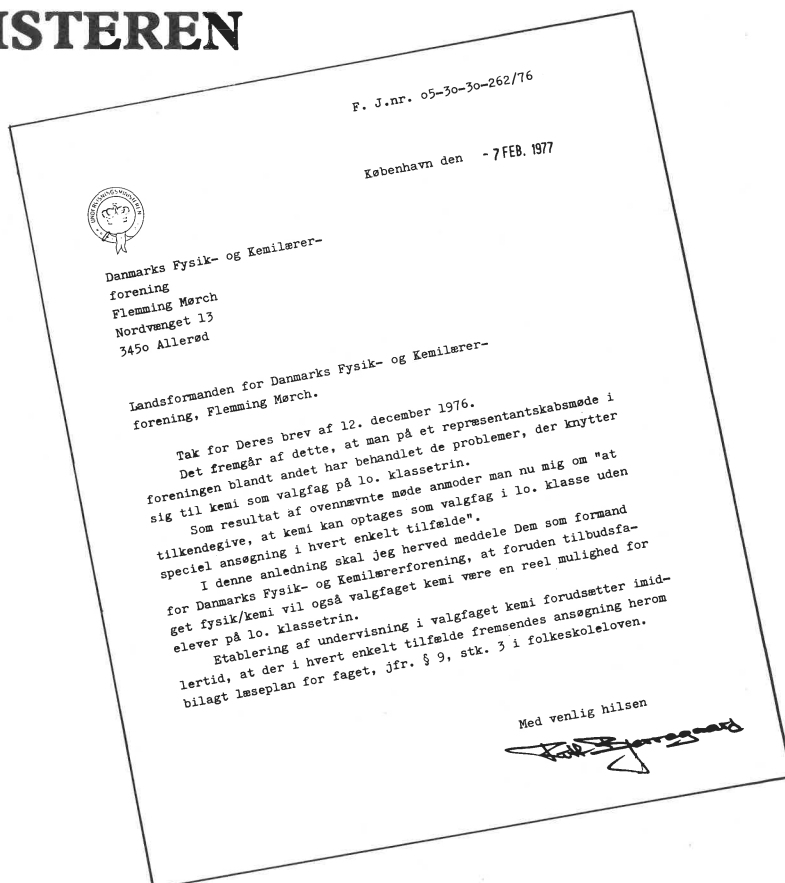 ISTEREN
F. J.nr. o5-3o-3o-262/76
København den - 7 FEB. 1977
UNDERVISNINGSMINISTEREN
Danmarks Fysik- og Kemilærer-
forening
Flemming Mørch
Nordvænget 13
345o Allerød
Landsformanden for Danmarks Fysik- og Kemilærer-
forening, Flemming Mørch.
Tak for Deres brev af 12. december 1976.
Det fremgår af dette, at man på et repræsentantskabsmøde i
foreningen blandt andet har behandlet de problemer, der knytter
sig til kemi som valgfag på lo. klassetrin.
Som resultat af ovennævnte møde anmoder man nu mig om "at
tilkendegive, at kemi kan optages som valgfag i lo. klasse uden
speciel ansøgning i hvert enkelt tilfælde".
I denne anledning skal jeg herved meddele Dem som formand
for Danmarks Fysik- og Kemilærerforening, at foruden tilbudsfa-
get fysik/kemi vil også valgfaget kemi være en reel mulighed for
elever på lo. klassetrin.
Etablering af undervisning i valgfaget kemi forudsætter imid-
lertid, at der i hvert enkelt tilfælde fremsendes ansøgning herom
bilagt læseplan for faget, jfr. § 9, stk. 3 i folkeskoleloven.
Med venlig hilsen
Ritt Bjerregaard